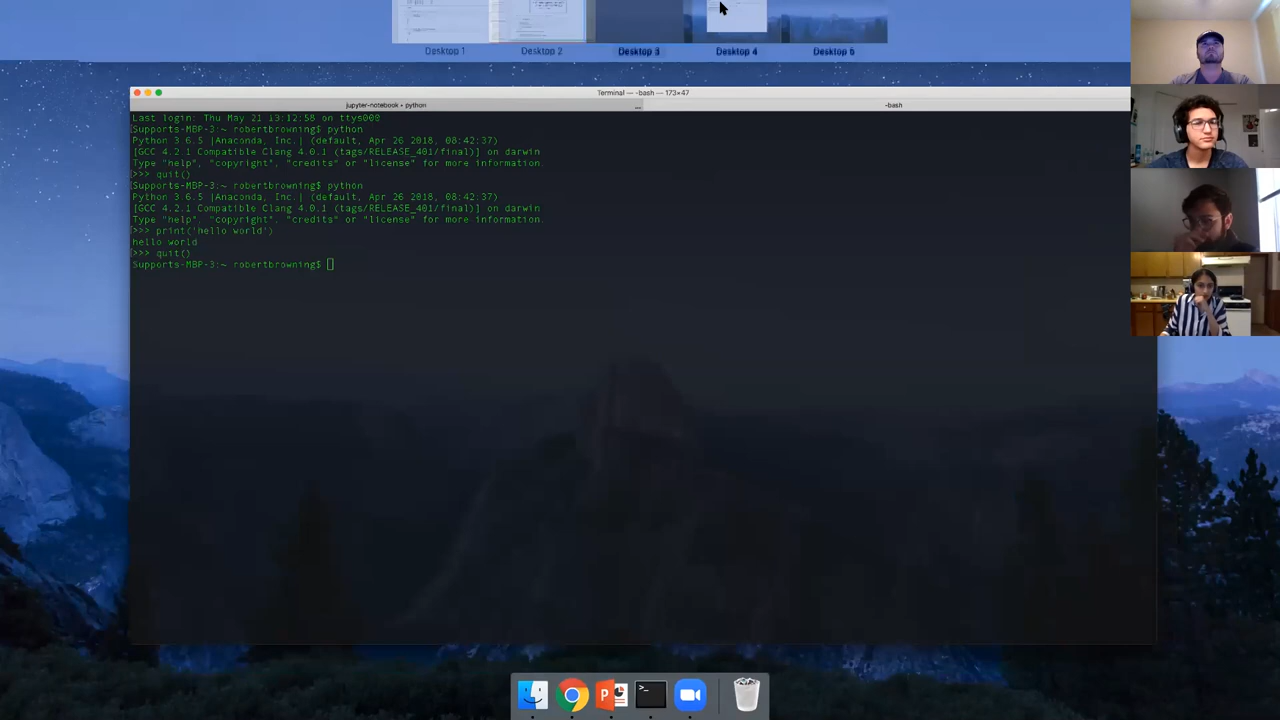 Desktop 1
Desktop 2
Desktop 3
Desktop 4
Desktop 5
Terminal — -bash — 173×47
jupyter-notebook • python
...
-bash
Last login: Thu May 21 13:12:58 on ttys000
[Supports-MBP-3:~ robertbrowning$ python
Python 3.6.5 |Anaconda, Inc.| (default, Apr 26 2018, 08:42:37)
[GCC 4.2.1 Compatible Clang 4.0.1 (tags/RELEASE_401/final)] on darwin
Type "help", "copyright", "credits" or "license" for more information.
[>>> quit()
[Supports-MBP-3:~ robertbrowning$ python
Python 3.6.5 |Anaconda, Inc.| (default, Apr 26 2018, 08:42:37)
[GCC 4.2.1 Compatible Clang 4.0.1 (tags/RELEASE_401/final)] on darwin
Type "help", "copyright", "credits" or "license" for more information.
[>>> print('hello world')
hello world
[>>> quit()
Supports-MBP-3:~ robertbrowning$